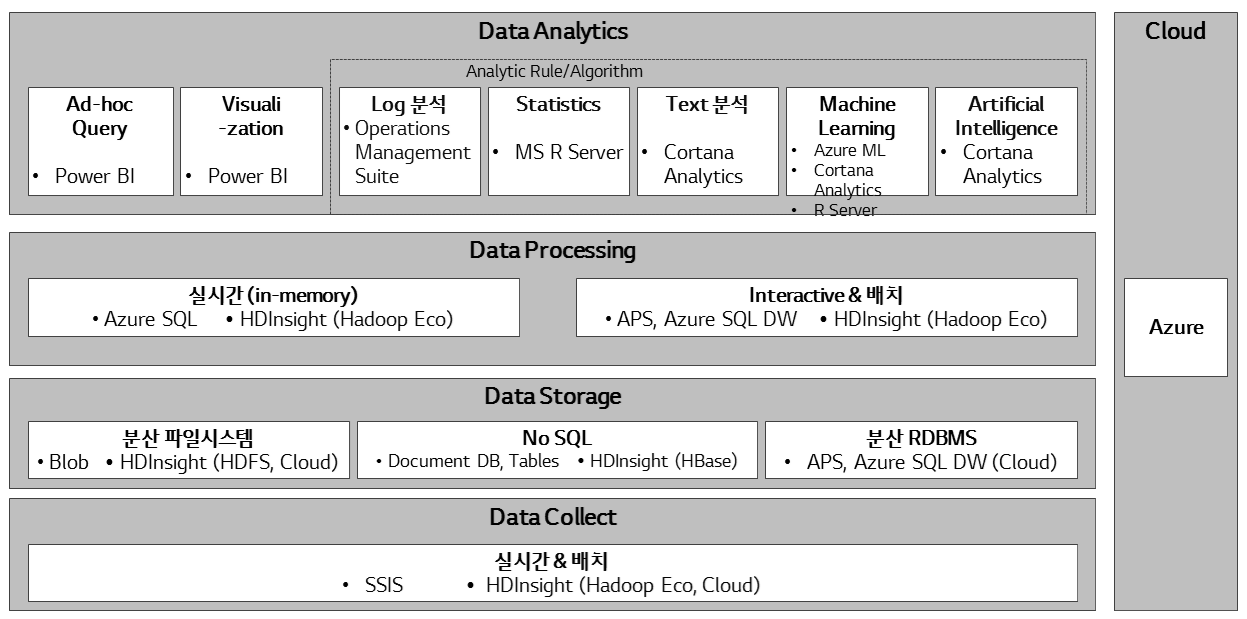 Data Analytics
Analytic Rule/Algorithm
Ad-hoc
Query
• Power BI
Visuali
-zation
• Power BI
Log 분석
• Operations
Management
Suite
Statistics
• MS R Server
Text 분석
• Cortana
Analytics
Machine
Learning
• Azure ML
• Cortana
Analytics
• R Server
Artificial
Intelligence
• Cortana
Analytics
Data Processing
실시간 (in-memory)
• Azure SQL • HDInsight (Hadoop Eco)
Interactive & 배치
• APS, Azure SQL DW • HDInsight (Hadoop Eco)
Data Storage
분산 파일시스템
• Blob • HDInsight (HDFS, Cloud)
No SQL
• Document DB, Tables • HDInsight (HBase)
분산 RDBMS
• APS, Azure SQL DW (Cloud)
Data Collect
실시간 & 배치
• SSIS • HDInsight (Hadoop Eco, Cloud)
Cloud
Azure